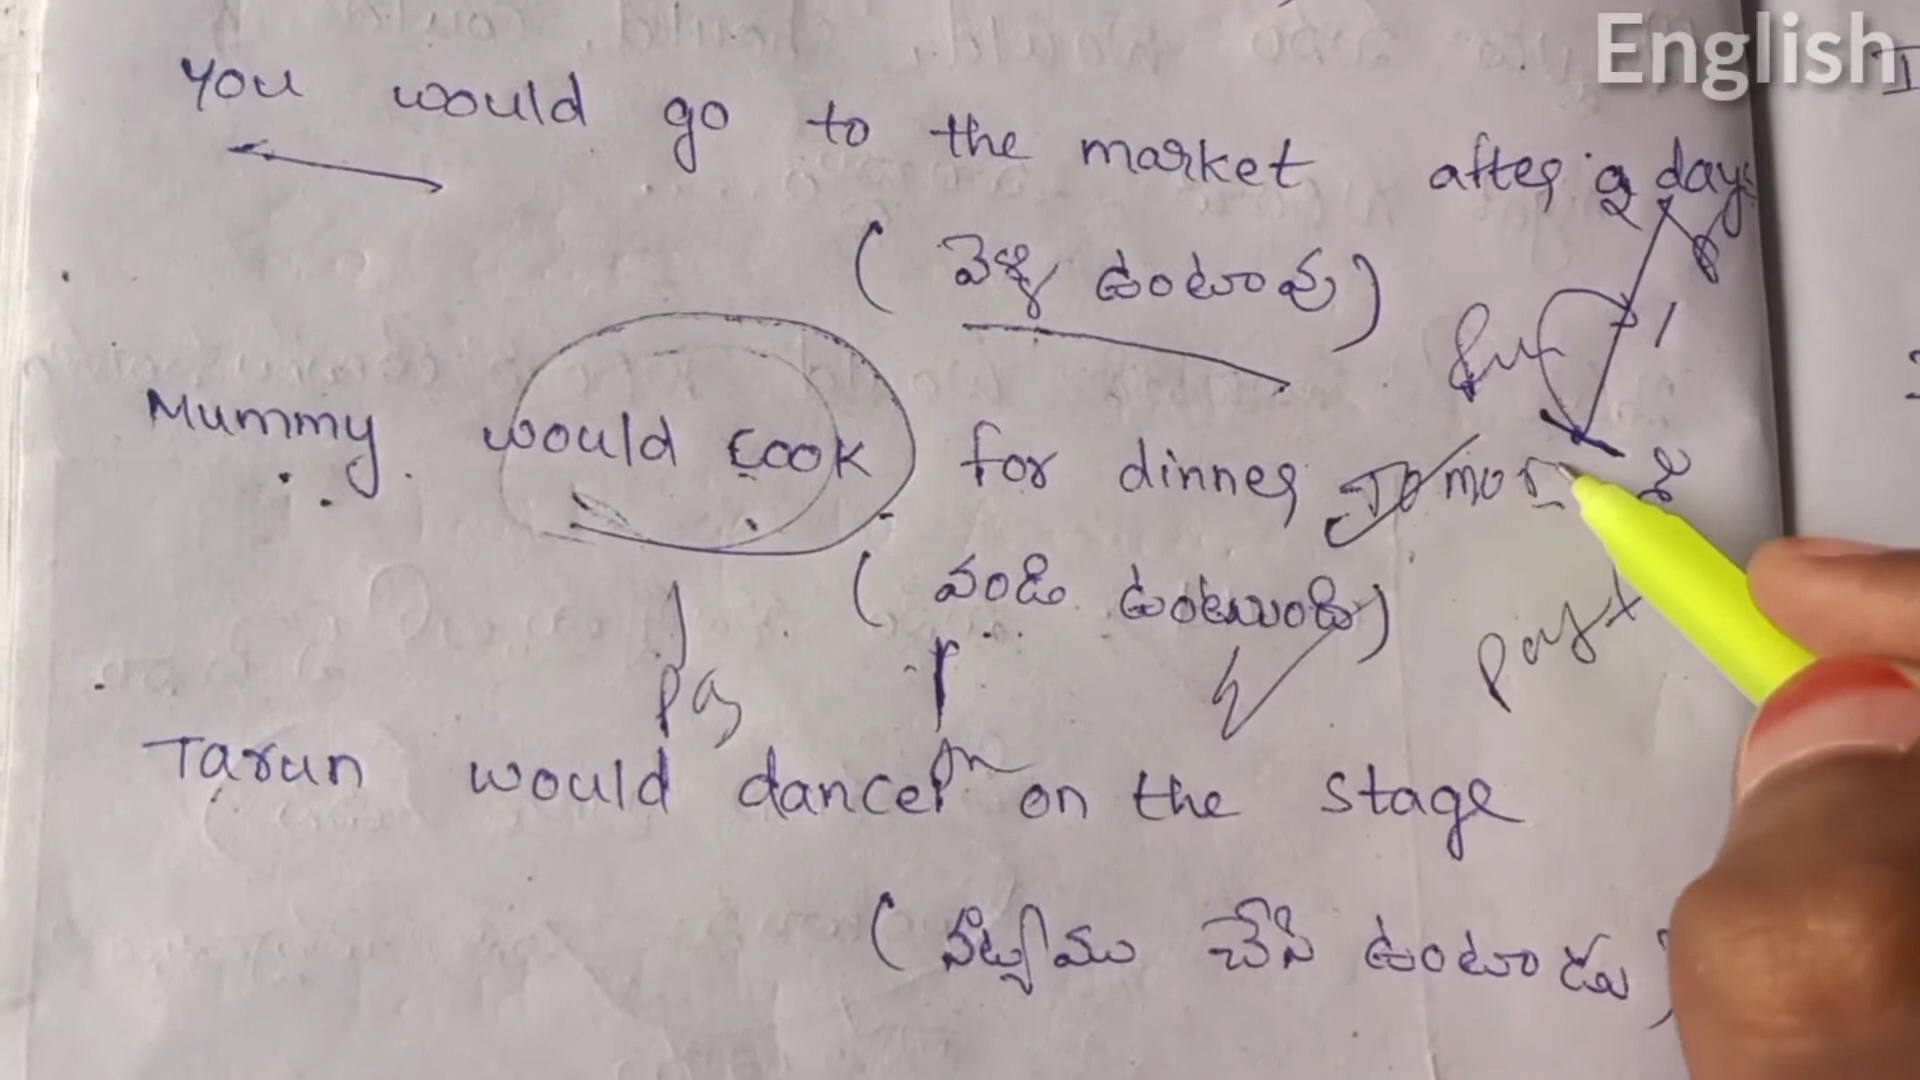 English
You would go to the market after 2 days
(వెళ్ళి ఉంటావు)
Mummy would cook for dinner
(వండి ఉంటుంది)
past
Tarun would dance on the stage
(నాట్యము చేసి ఉంటాడు)